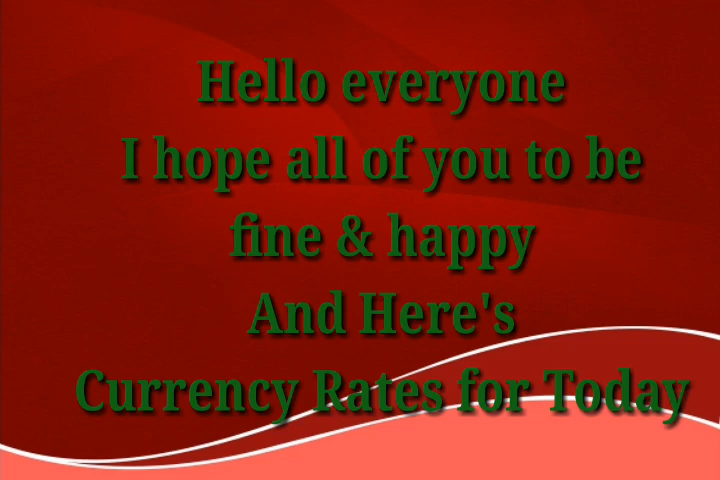 Hello everyone
I hope all of you to be
fine & happy
And Here's
Currency Rates for Today